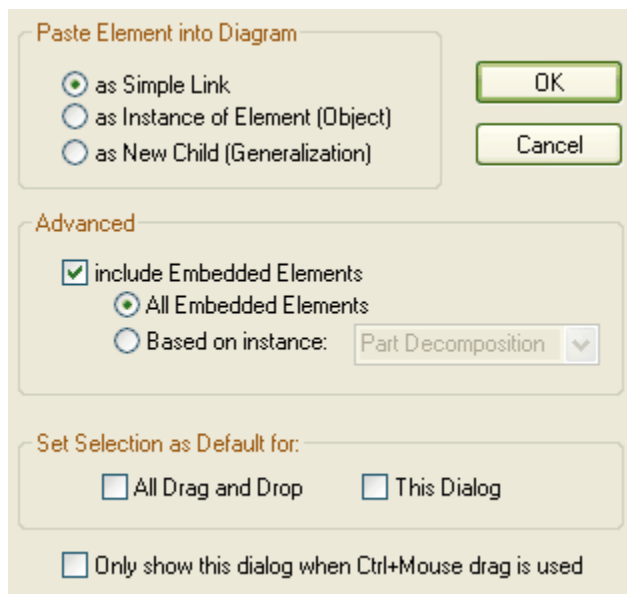 Paste Element into Diagram
as Simple Link
OK
as Instance of Element (Object)
as New Child (Generalization)
Cancel
Advanced
include Embedded Elements
All Embedded Elements
Based on instance: Part Decomposition
Set Selection as Default for:
All Drag and Drop This Dialog
Only show this dialog when Ctrl+Mouse drag is used